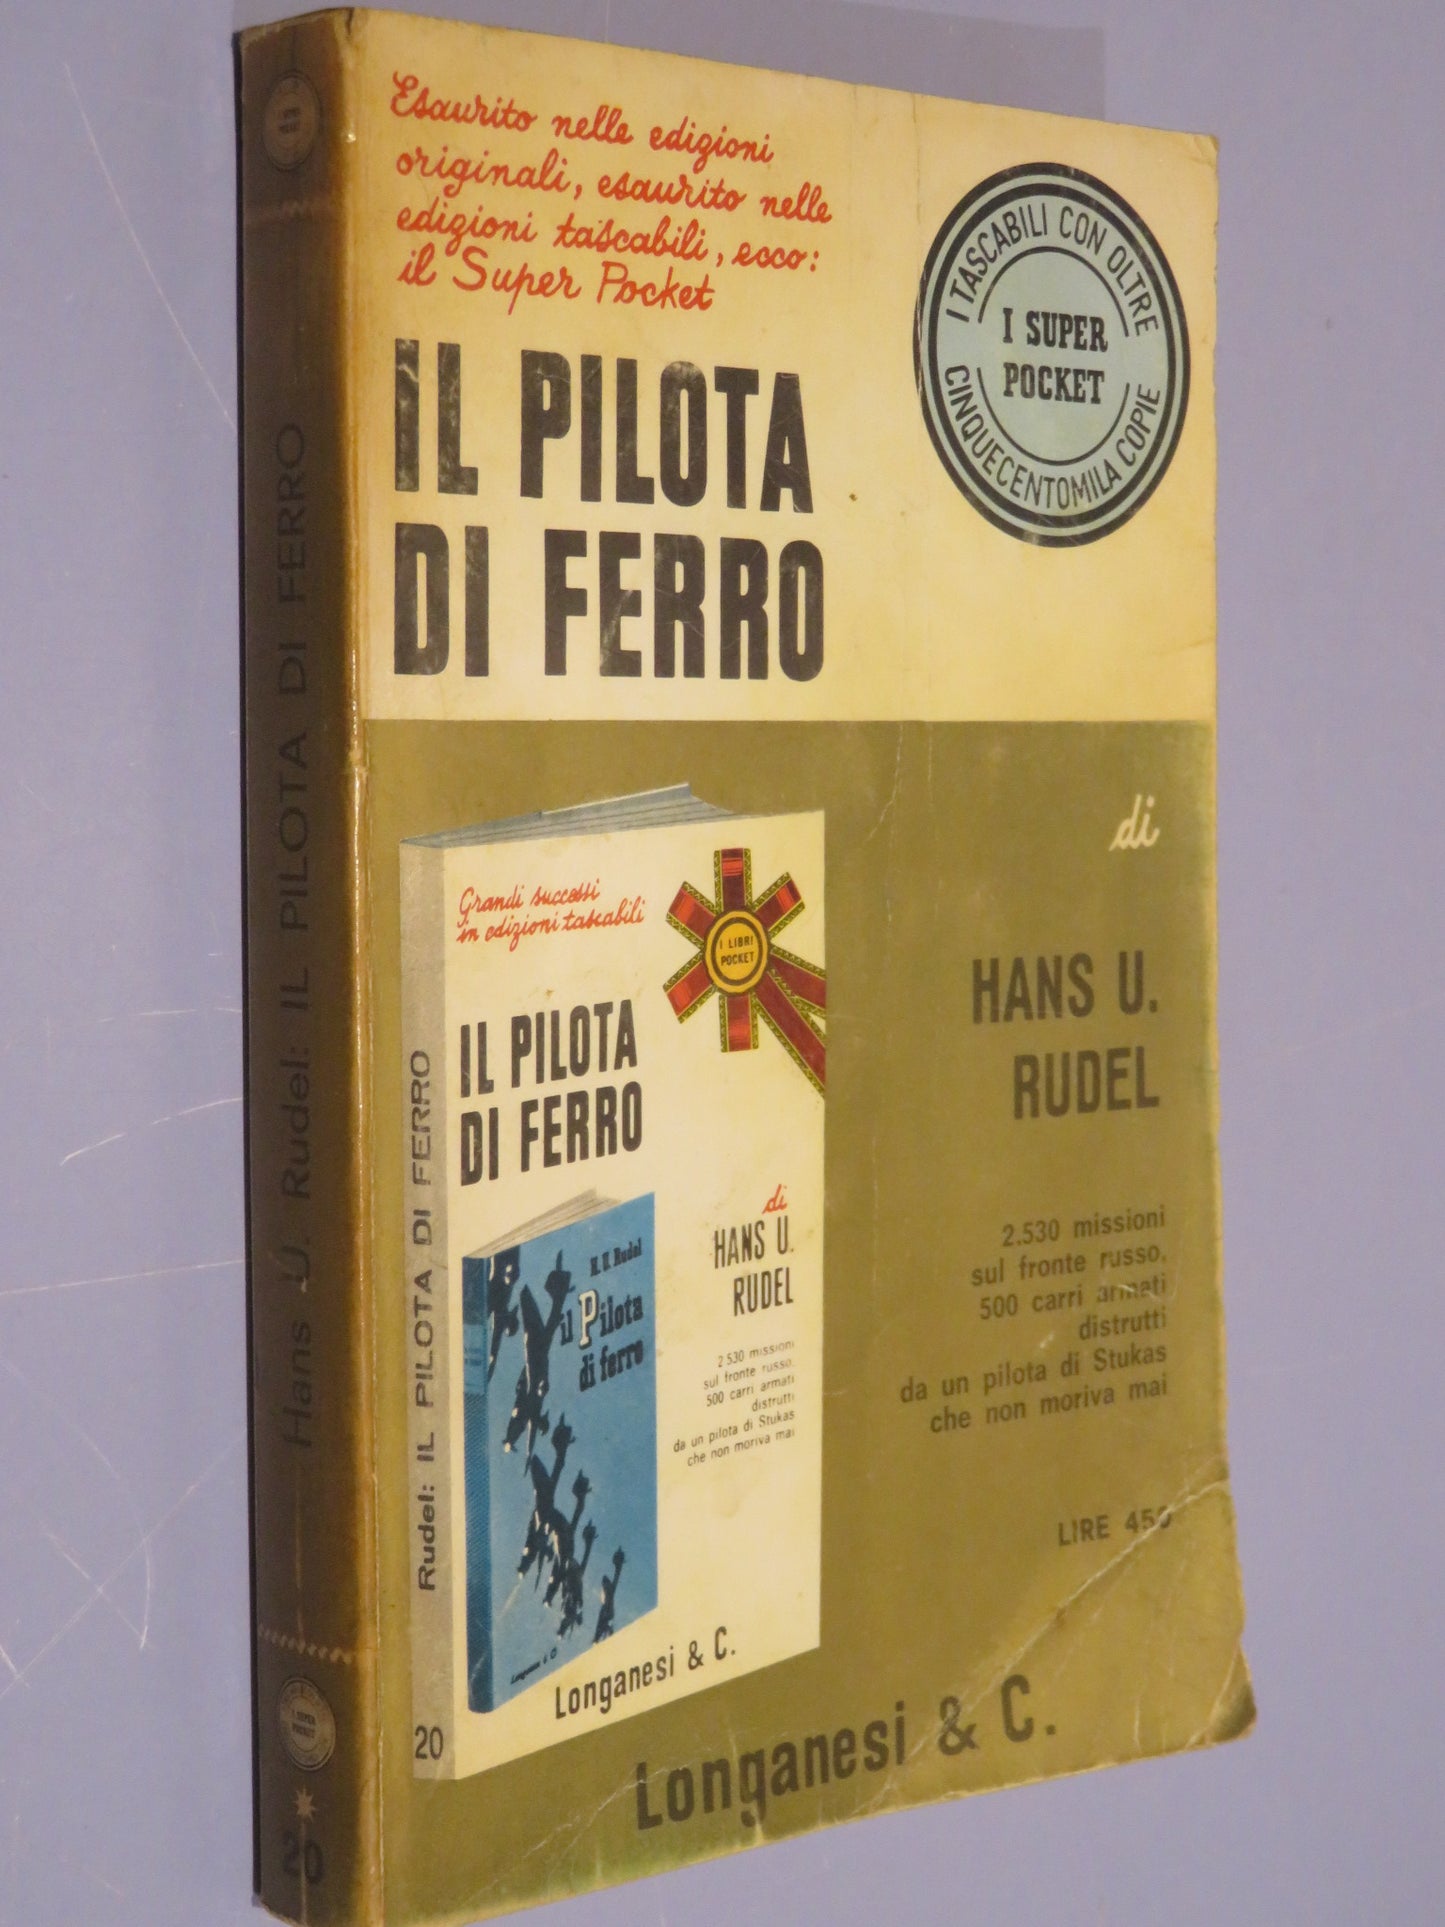 Esaurito nelle edizioni
originali, esaurito nelle
edizioni tascabili, ecco:
il Super Pocket
IL PILOTA
DI FERRO
I TASCABILI CON OLTRE
I SUPER
POCKET
CINQUECENTOMILA COPIE
di
HANS U.
RUDEL
2.530 missioni
sul fronte russo,
500 carri armati
distrutti
da un pilota di Stukas
che non moriva mai
LIRE 450
Longanesi & C.
Grandi successi
in edizioni tascabili
I LIBRI
POCKET
IL PILOTA
DI FERRO
di
HANS U.
RUDEL
2.530 missioni
sul fronte russo,
500 carri armati
distrutti
da un pilota di Stukas
che non moriva mai
H. U. Rudel
il Pilota
di ferro
Longanesi & C.
Longanesi & C.
Rudel: IL PILOTA DI FERRO
20
Hans U. Rudel: IL PILOTA DI FERRO
I SUPER
POCKET
20